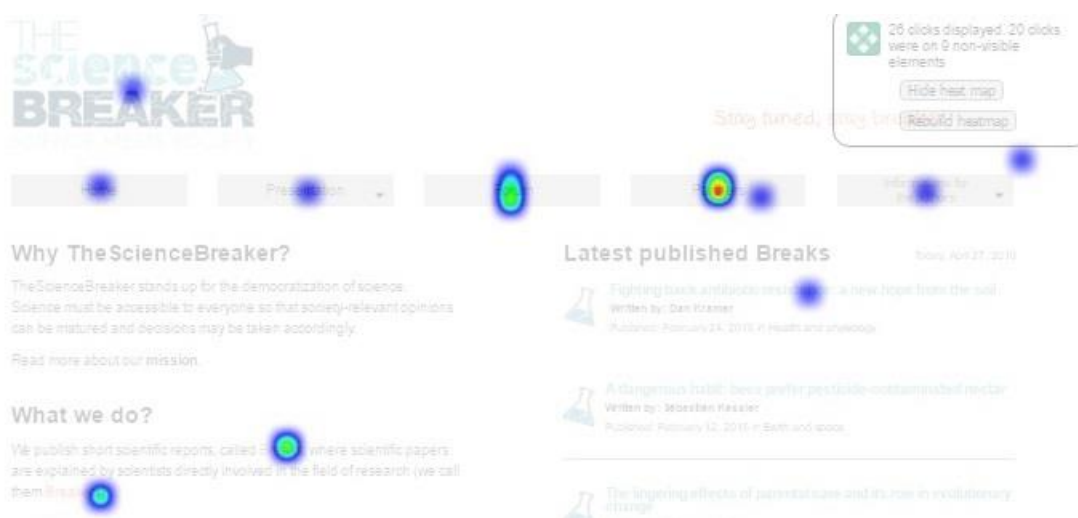 THE
science
BREAKER
26 clicks displayed. 20 clicks
were on 9 non-visible
elements
Hide heat map
Rebuild heatmap
Stay tuned, stay
Presentation
Information for
Why TheScienceBreaker?
TheScienceBreaker stands up for the democratization of science.
Science must be accessible to everyone so that society-relevant opinions
can be matured and decisions may be taken accordingly.
Read more about our mission.
What we do?
We publish short scientific reports, called where scientific papers
are explained by scientists directly involved in the field of research (we call
them
Latest published Breaks
Fighting back antibiotic a new hope from the soil
Written by: Dan Kramer
Published: February 24, 2015 in Health and physiology
A dangerous habit: bees prefer pesticide-contaminated nectar
Written by: Sébastien Kessler
Published: February 12, 2015 in Earth and space
The lingering effects of parental care and its role in evolutionary
change